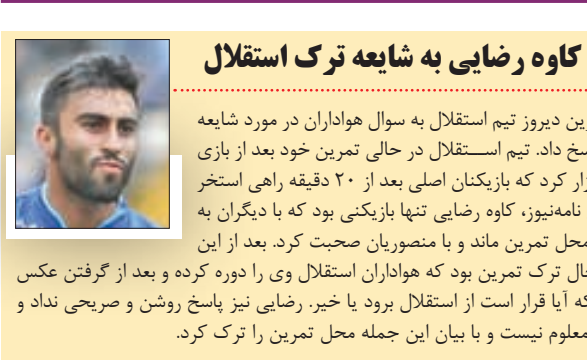 کاوه رضایی به شایعه ترک استقلال
دیروز تیم استقلال به سوال هواداران در مورد شایعه
داد. تیم اســتقلال در حالی تمرین خود بعد از بازی
کرد که بازیکنان اصلی بعد از ۲۰ دقیقه راهی استخر
نامه‌نیوز، کاوه رضایی تنها بازیکنی بود که با دیگران به
محل تمرین ماند و با منصوریان صحبت کرد. بعد از این
ترک تمرین بود که هواداران استقلال وی را دوره کرده و بعد از گرفتن عکس
که آیا قرار است از استقلال برود یا خیر. رضایی نیز پاسخ روشن و صریحی نداد و
معلوم نیست و با بیان این جمله محل تمرین را ترک کرد.